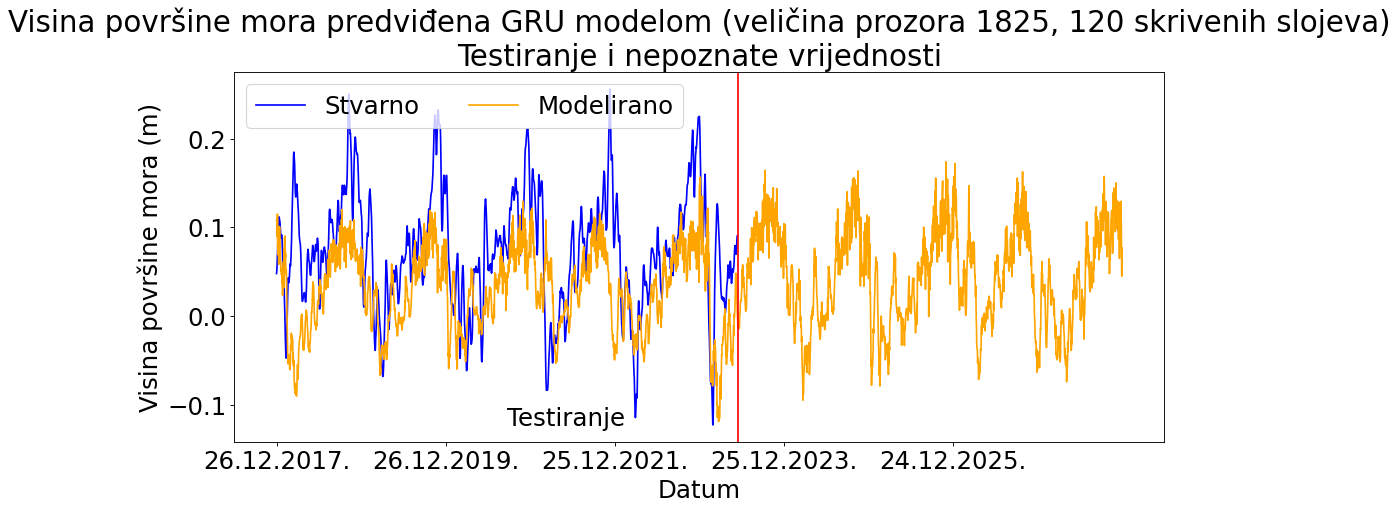 Visina površine mora predviđena GRU modelom (veličina prozora 1825, 120 skrivenih slojeva)
Testiranje i nepoznate vrijednosti
Stvarno
Modelirano
Visina površine mora (m)
0.2
0.1
0.0
−0.1
Testiranje
26.12.2017.
26.12.2019.
25.12.2021.
25.12.2023.
24.12.2025.
Datum